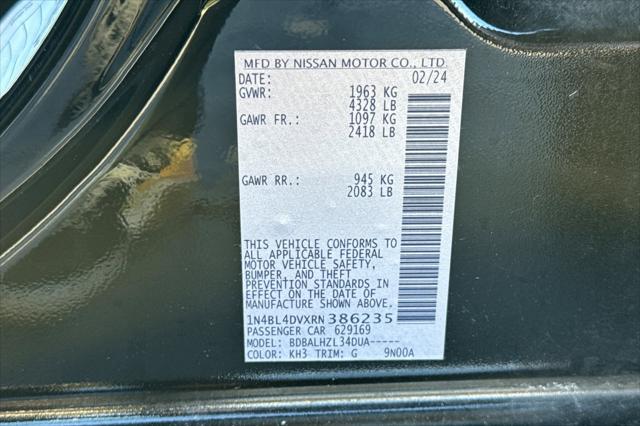 MFD BY NISSAN MOTOR CO., LTD
DATE: 02/24
GVWR: 1963 KG
4328 LB
GAWR FR.: 1097 KG
2418 LB
GAWR RR.: 945 KG
2083 LB
THIS VEHICLE CONFORMS TO
ALL APPLICABLE FEDERAL
MOTOR VEHICLE SAFETY,
BUMPER, AND THEFT
PREVENTION STANDARDS IN
EFFECT ON THE DATE OF
MANUFACTURE SHOWN ABOVE.
1N4BL4DVXRN386235
PASSENGER CAR 629169
MODEL: BDBALHZL34DUA-----
COLOR: KH3 TRIM: G 9N00A